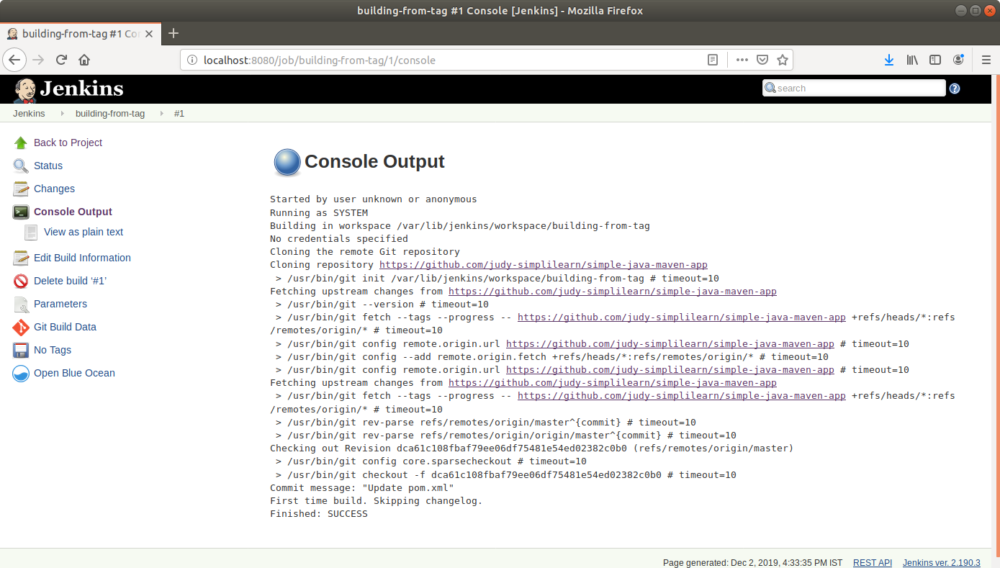 building-from-tag #1 Console [Jenkins] - Mozilla Firefox
building-from-tag #1 Co
localhost:8080/job/building-from-tag/1/console
Jenkins
search
Jenkins building-from-tag #1
Back to Project
Status
Changes
Console Output
View as plain text
Edit Build Information
Delete build ‘#1’
Parameters
Git Build Data
No Tags
Open Blue Ocean
Console Output
Started by user unknown or anonymous
Running as SYSTEM
Building in workspace /var/lib/jenkins/workspace/building-from-tag
No credentials specified
Cloning the remote Git repository
Cloning repository https://github.com/judy-simplilearn/simple-java-maven-app
> /usr/bin/git init /var/lib/jenkins/workspace/building-from-tag # timeout=10
Fetching upstream changes from https://github.com/judy-simplilearn/simple-java-maven-app
> /usr/bin/git --version # timeout=10
> /usr/bin/git fetch --tags --progress -- https://github.com/judy-simplilearn/simple-java-maven-app +refs/heads/*:refs
/remotes/origin/* # timeout=10
> /usr/bin/git config remote.origin.url https://github.com/judy-simplilearn/simple-java-maven-app # timeout=10
> /usr/bin/git config --add remote.origin.fetch +refs/heads/*:refs/remotes/origin/* # timeout=10
> /usr/bin/git config remote.origin.url https://github.com/judy-simplilearn/simple-java-maven-app # timeout=10
Fetching upstream changes from https://github.com/judy-simplilearn/simple-java-maven-app
> /usr/bin/git fetch --tags --progress -- https://github.com/judy-simplilearn/simple-java-maven-app +refs/heads/*:refs
/remotes/origin/* # timeout=10
> /usr/bin/git rev-parse refs/remotes/origin/master^{commit} # timeout=10
> /usr/bin/git rev-parse refs/remotes/origin/origin/master^{commit} # timeout=10
Checking out Revision dca61c108fbaf79ee06df75481e54ed02382c0b0 (refs/remotes/origin/master)
> /usr/bin/git config core.sparsecheckout # timeout=10
> /usr/bin/git checkout -f dca61c108fbaf79ee06df75481e54ed02382c0b0 # timeout=10
Commit message: "Update pom.xml"
First time build. Skipping changelog.
Finished: SUCCESS
Page generated: Dec 2, 2019, 4:33:35 PM IST REST API Jenkins ver. 2.190.3